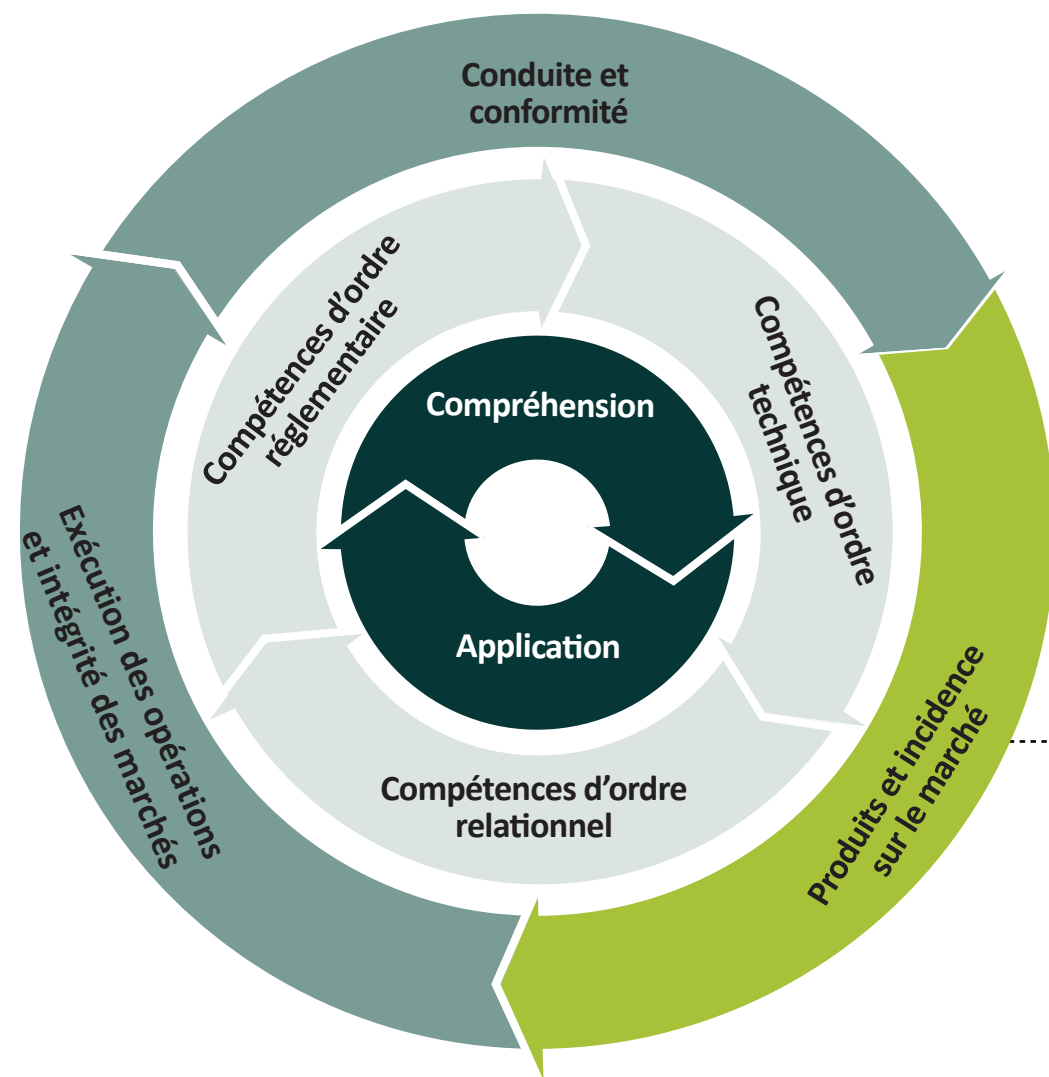 Conduite et
conformité
Compétences d'ordre
réglementaire
Compétences d'ordre
technique
Compréhension
Application
Compétences d'ordre
relationnel
Exécution des opérations
et intégrité des marchés
Produits et incidence
sur le marché